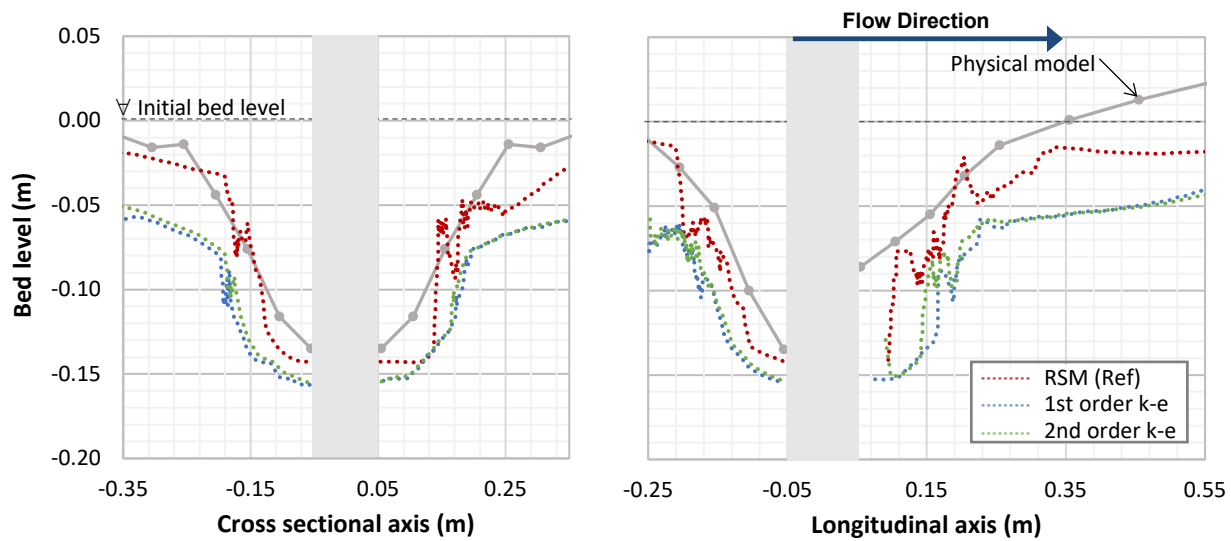 Flow Direction
0.05
0.00
-0.05
-0.10
-0.15
-0.20
Bed level (m)
Initial bed level
-0.35
-0.15
0.05
0.25
Cross sectional axis (m)
Physical model
RSM (Ref)
1st order k-e
2nd order k-e
-0.25
-0.05
0.15
0.35
0.55
Longitudinal axis (m)